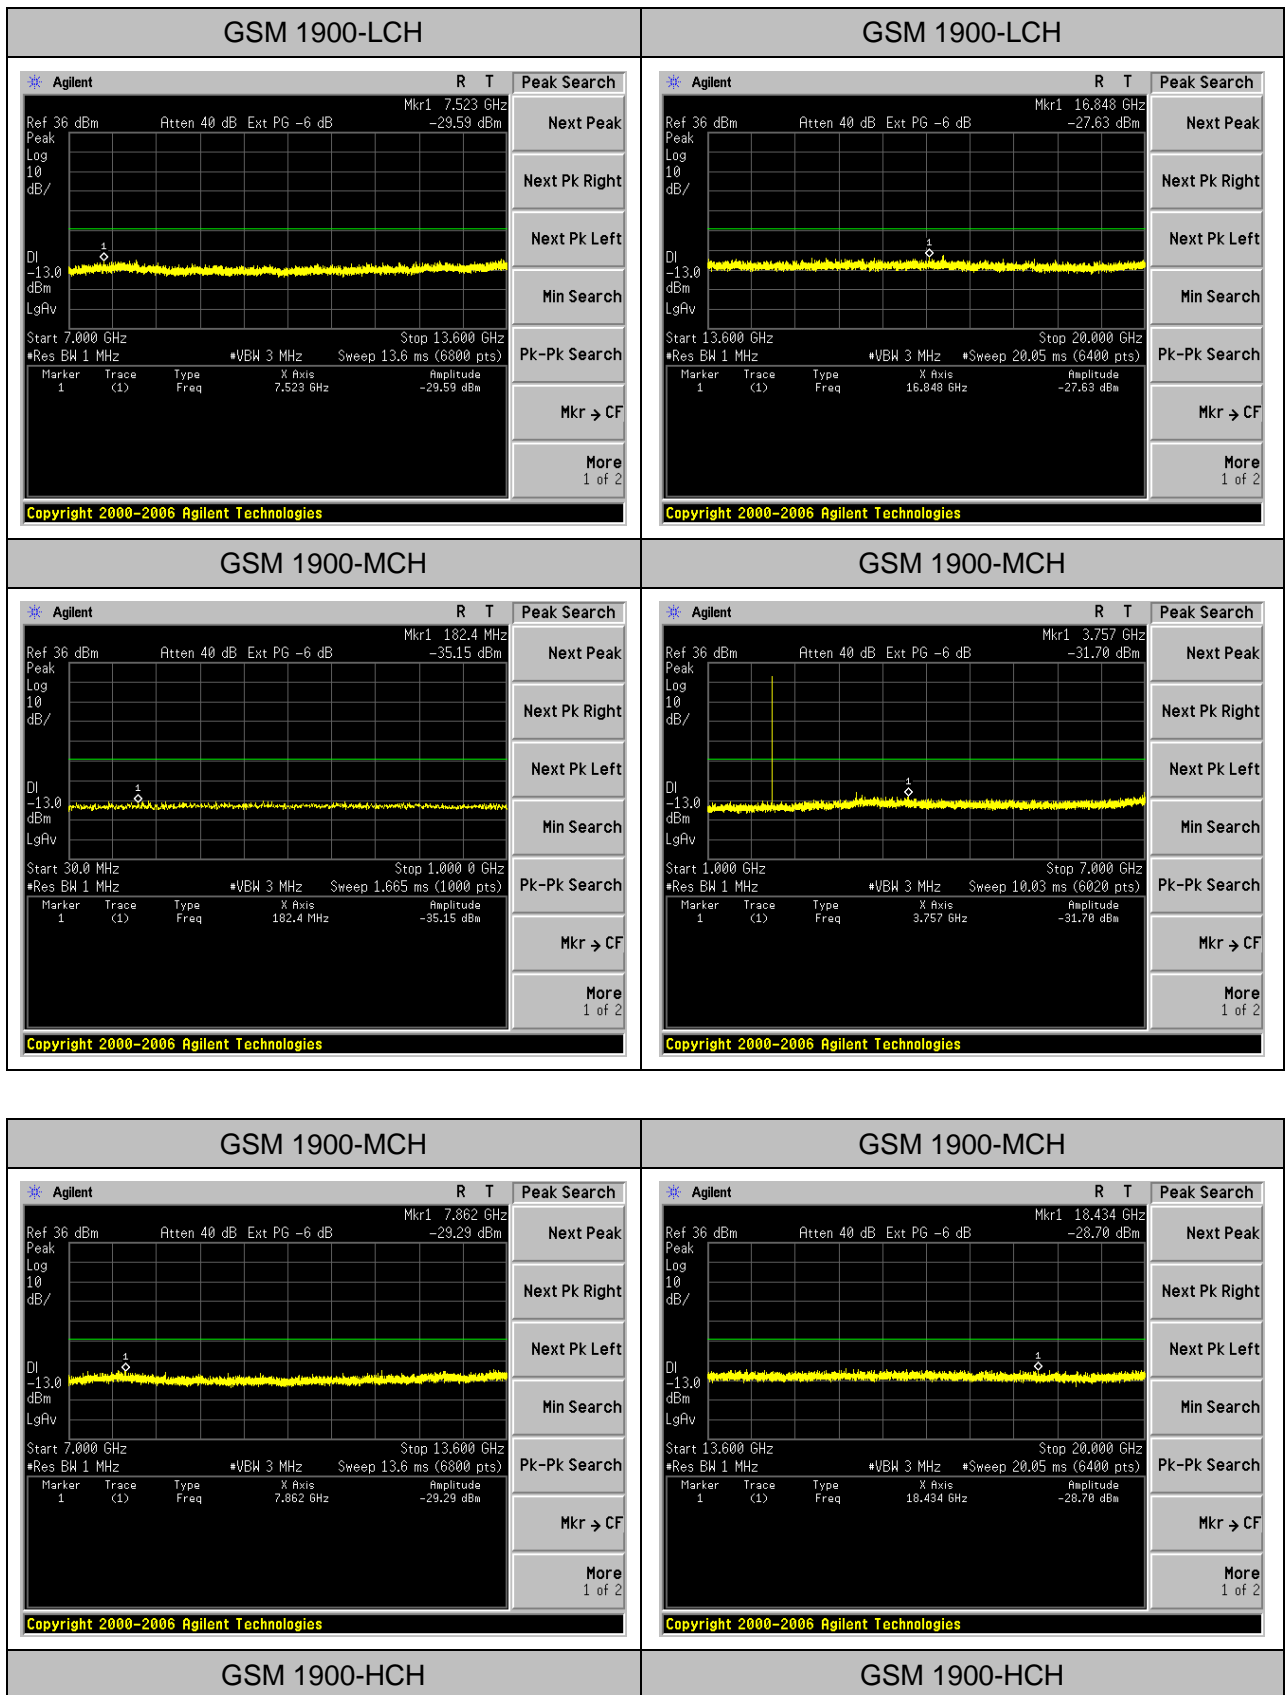 GSM 1900-LCH
GSM 1900-LCH
Agilent R T Peak Search
Mkr1 7.523 GHz
Ref 36 dBm Atten 40 dB Ext PG -6 dB -29.59 dBm
Peak
Log
10
dB/
DI
-13.0
dBm
LgAv
Start 7.000 GHz Stop 13.600 GHz
#Res BW 1 MHz #VBW 3 MHz Sweep 13.6 ms (6800 pts)
Marker Trace Type X Axis Amplitude
1 (1) Freq 7.523 GHz -29.59 dBm
Next Peak
Next Pk Right
Next Pk Left
Min Search
Pk-Pk Search
Mkr → CF
More
1 of 2
Copyright 2000-2006 Agilent Technologies
Agilent R T Peak Search
Mkr1 16.848 GHz
Ref 36 dBm Atten 40 dB Ext PG -6 dB -27.63 dBm
Peak
Log
10
dB/
DI
-13.0
dBm
LgAv
Start 13.600 GHz Stop 20.000 GHz
#Res BW 1 MHz #VBW 3 MHz #Sweep 20.05 ms (6400 pts)
Marker Trace Type X Axis Amplitude
1 (1) Freq 16.848 GHz -27.63 dBm
Next Peak
Next Pk Right
Next Pk Left
Min Search
Pk-Pk Search
Mkr → CF
More
1 of 2
Copyright 2000-2006 Agilent Technologies
GSM 1900-MCH
GSM 1900-MCH
Agilent R T Peak Search
Mkr1 182.4 MHz
Ref 36 dBm Atten 40 dB Ext PG -6 dB -35.15 dBm
Peak
Log
10
dB/
DI
-13.0
dBm
LgAv
Start 30.0 MHz Stop 1.000 0 GHz
#Res BW 1 MHz #VBW 3 MHz Sweep 1.665 ms (1000 pts)
Marker Trace Type X Axis Amplitude
1 (1) Freq 182.4 MHz -35.15 dBm
Next Peak
Next Pk Right
Next Pk Left
Min Search
Pk-Pk Search
Mkr → CF
More
1 of 2
Copyright 2000-2006 Agilent Technologies
Agilent R T Peak Search
Mkr1 3.757 GHz
Ref 36 dBm Atten 40 dB Ext PG -6 dB -31.70 dBm
Peak
Log
10
dB/
DI
-13.0
dBm
LgAv
Start 1.000 GHz Stop 7.000 GHz
#Res BW 1 MHz #VBW 3 MHz Sweep 10.03 ms (6020 pts)
Marker Trace Type X Axis Amplitude
1 (1) Freq 3.757 GHz -31.70 dBm
Next Peak
Next Pk Right
Next Pk Left
Min Search
Pk-Pk Search
Mkr → CF
More
1 of 2
Copyright 2000-2006 Agilent Technologies
GSM 1900-MCH
GSM 1900-MCH
Agilent R T Peak Search
Mkr1 7.862 GHz
Ref 36 dBm Atten 40 dB Ext PG -6 dB -29.29 dBm
Peak
Log
10
dB/
DI
-13.0
dBm
LgAv
Start 7.000 GHz Stop 13.600 GHz
#Res BW 1 MHz #VBW 3 MHz Sweep 13.6 ms (6800 pts)
Marker Trace Type X Axis Amplitude
1 (1) Freq 7.862 GHz -29.29 dBm
Next Peak
Next Pk Right
Next Pk Left
Min Search
Pk-Pk Search
Mkr → CF
More
1 of 2
Copyright 2000-2006 Agilent Technologies
Agilent R T Peak Search
Mkr1 18.434 GHz
Ref 36 dBm Atten 40 dB Ext PG -6 dB -28.70 dBm
Peak
Log
10
dB/
DI
-13.0
dBm
LgAv
Start 13.600 GHz Stop 20.000 GHz
#Res BW 1 MHz #VBW 3 MHz #Sweep 20.05 ms (6400 pts)
Marker Trace Type X Axis Amplitude
1 (1) Freq 18.434 GHz -28.70 dBm
Next Peak
Next Pk Right
Next Pk Left
Min Search
Pk-Pk Search
Mkr → CF
More
1 of 2
Copyright 2000-2006 Agilent Technologies
GSM 1900-HCH
GSM 1900-HCH